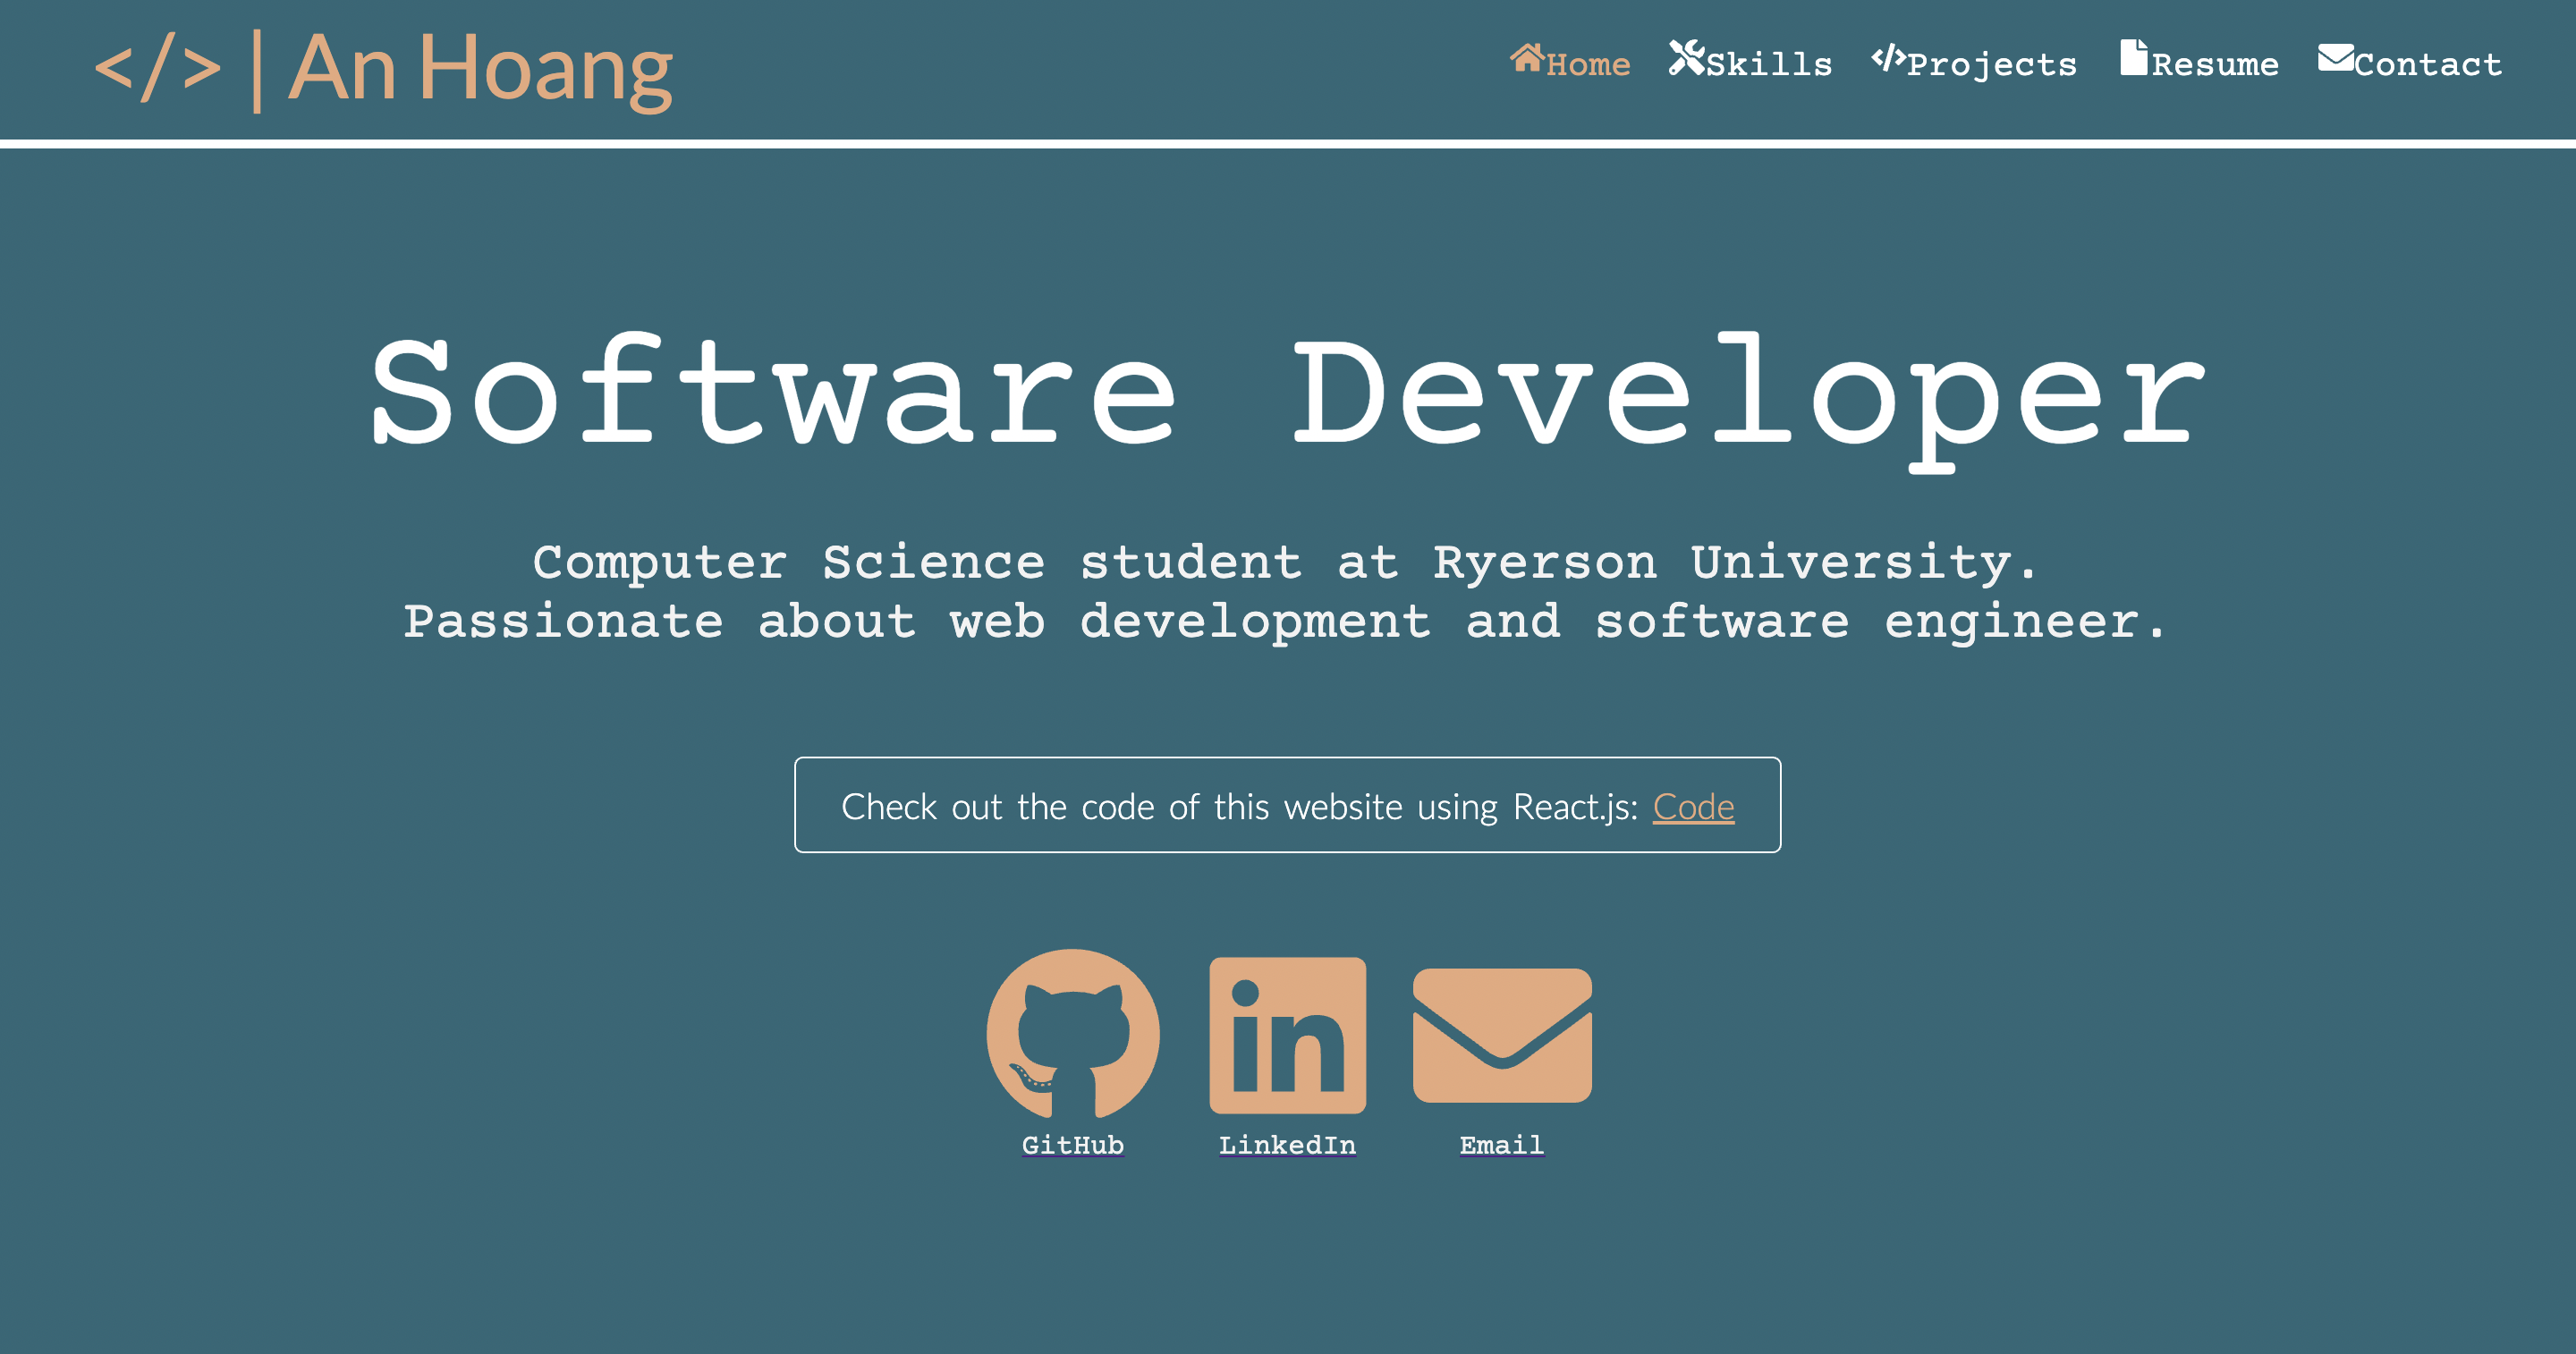 </> | An Hoang
Home Skills Projects Resume Contact
Software Developer
Computer Science student at Ryerson University.
Passionate about web development and software engineer.
Check out the code of this website using React.js: Code
in
GitHub LinkedIn Email